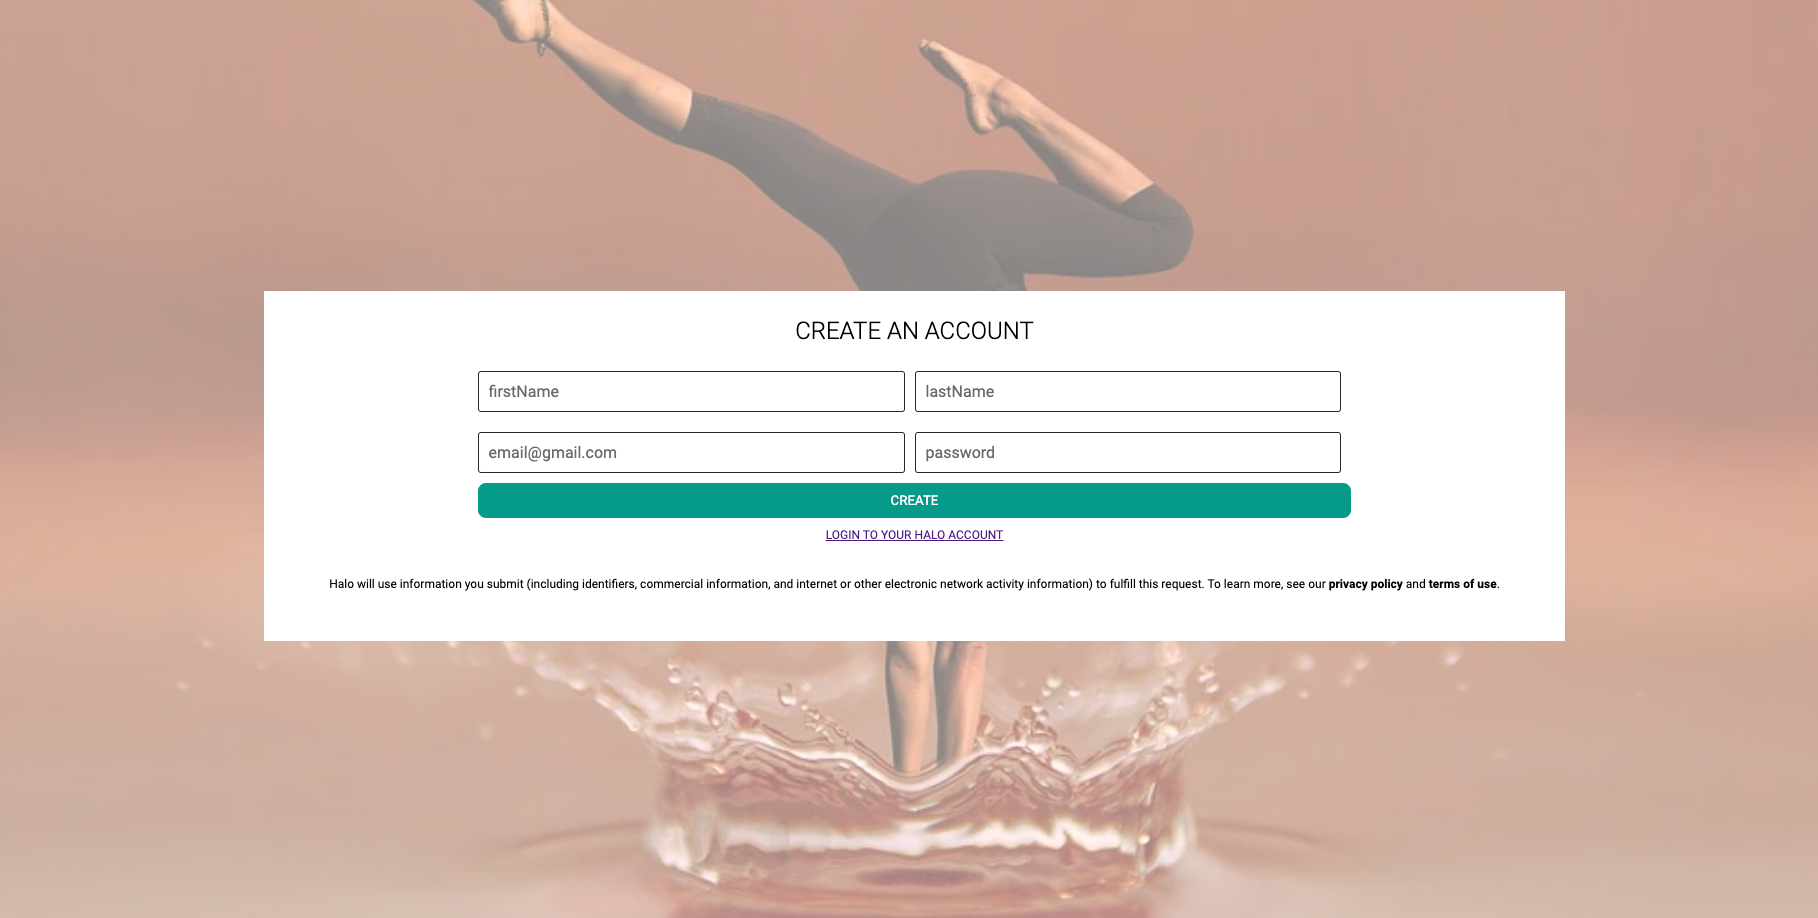 CREATE AN ACCOUNT
firstName
lastName
email@gmail.com
password
CREATE
LOGIN TO YOUR HALO ACCOUNT
Halo will use information you submit (including identifiers, commercial information, and internet or other electronic network activity information) to fulfill this request. To learn more, see our privacy policy and terms of use.